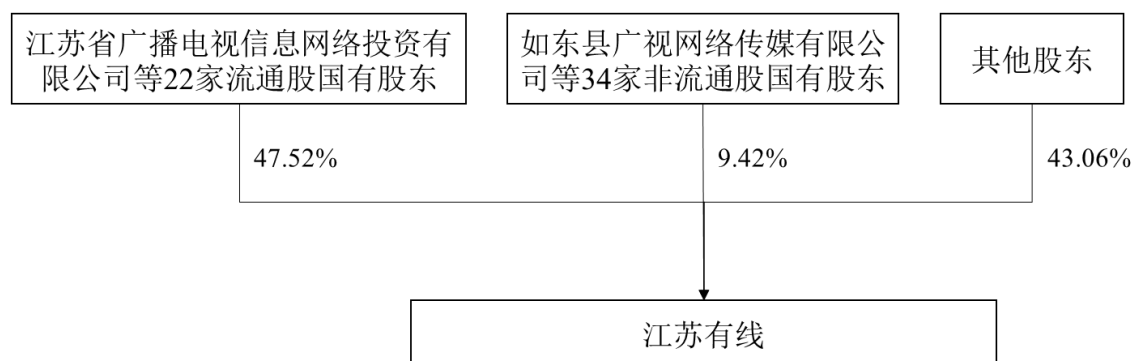 江苏省广播电视信息网络投资有
限公司等22家流通股国有股东
如东县广视网络传媒有限公
司等34家非流通股国有股东
其他股东
47.52%
9.42%
43.06%
江苏有线